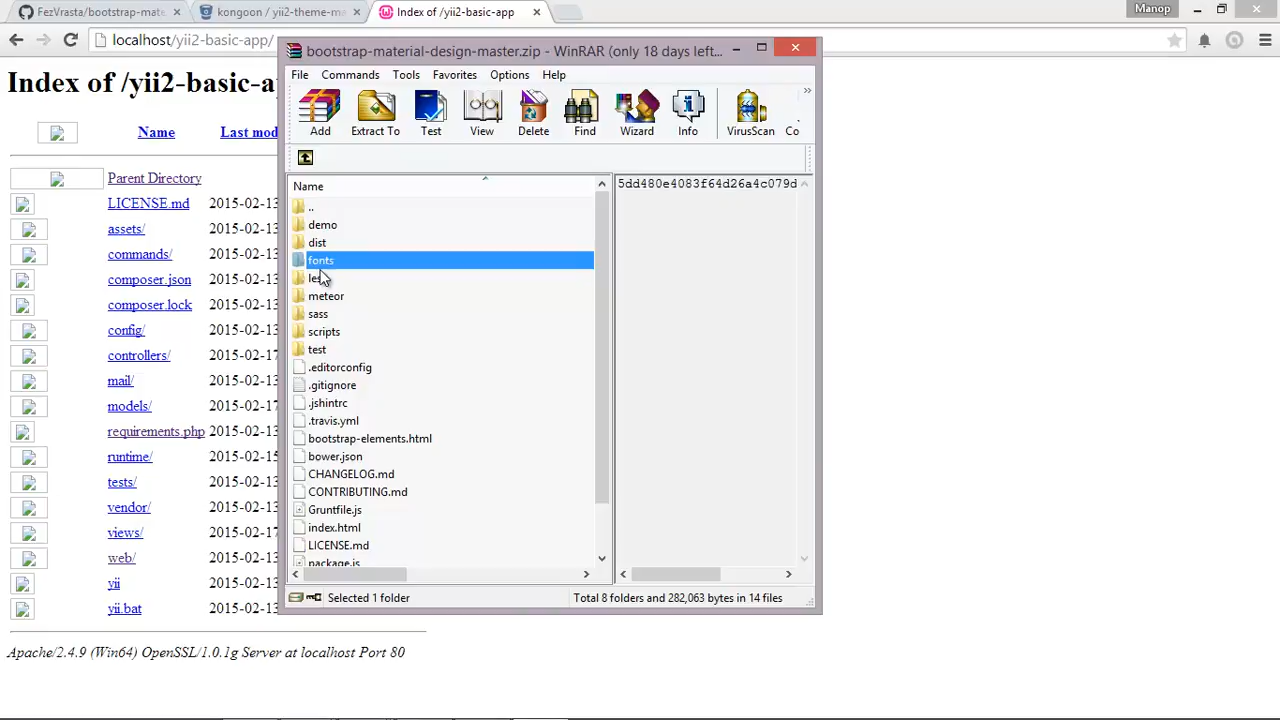 FezVrasta/bootstrap-mate
kongoon / yii2-theme-ma
Index of /yii2-basic-app
Manop
localhost/yii2-basic-app/
Index of /yii2-basic-a
Name
Last mod
Parent Directory
LICENSE.md 2015-02-13
assets/ 2015-02-13
commands/ 2015-02-13
composer.json 2015-02-13
composer.lock 2015-02-13
config/ 2015-02-13
controllers/ 2015-02-17
mail/ 2015-02-13
models/ 2015-02-17
requirements.php 2015-02-13
runtime/ 2015-02-13
tests/ 2015-02-13
vendor/ 2015-02-13
views/ 2015-02-17
web/ 2015-02-13
yii 2015-02-13
yii.bat 2015-02-13
Apache/2.4.9 (Win64) OpenSSL/1.0.1g Server at localhost Port 80
bootstrap-material-design-master.zip - WinRAR (only 18 days left...
File Commands Tools Favorites Options Help
Add Extract To Test View Delete Find Wizard Info VirusScan Co
Name
..
demo
dist
fonts
meteor
sass
scripts
test
.editorconfig
.gitignore
.jshintrc
.travis.yml
bootstrap-elements.html
bower.json
CHANGELOG.md
CONTRIBUTING.md
Gruntfile.js
index.html
LICENSE.md
package.js
5dd480e4083f64d26a4c079d
Selected 1 folder
Total 8 folders and 282,063 bytes in 14 files